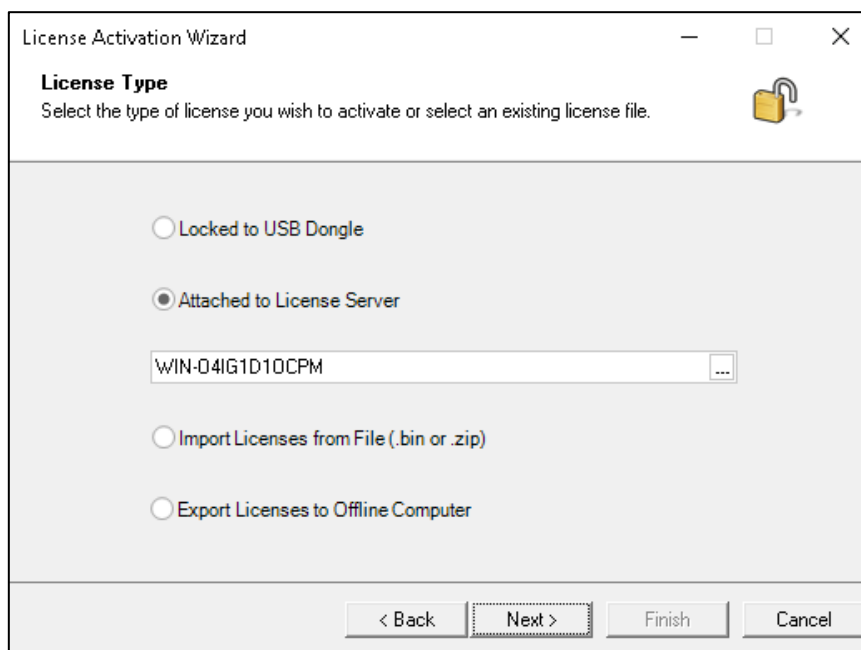 License Activation Wizard
License Type
Select the type of license you wish to activate or select an existing license file.
Locked to USB Dongle
Attached to License Server
WIN-04IG1D10CPM
...
Import Licenses from File (.bin or .zip)
Export Licenses to Offline Computer
< Back Next > Finish Cancel